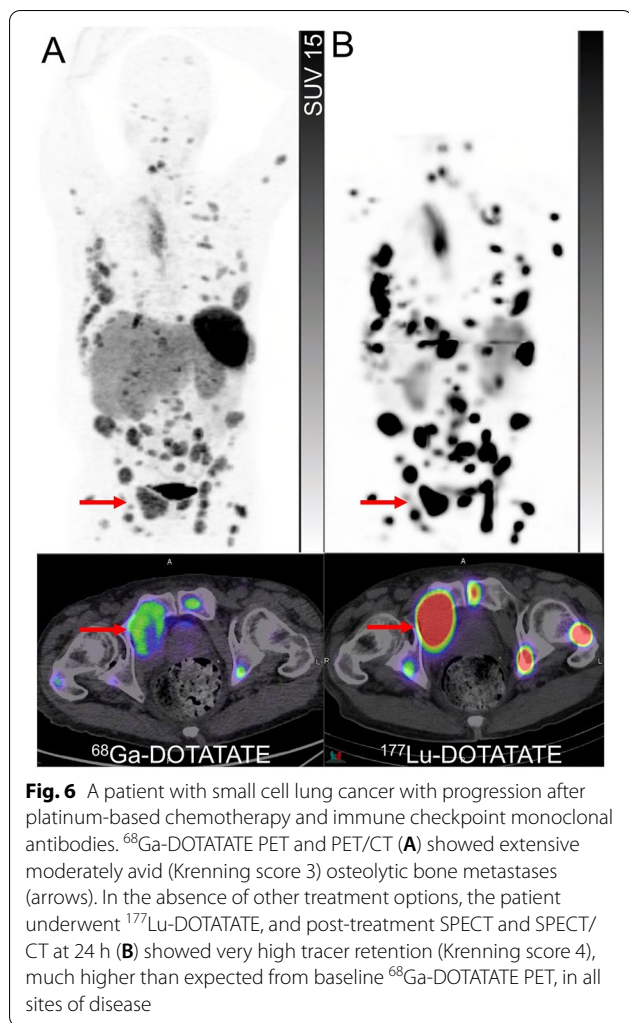 A
B
SUV 15
A
A
L
R
L
⁶⁸Ga-DOTATATE
¹⁷⁷Lu-DOTATATE
Fig. 6 A patient with small cell lung cancer with progression after
platinum-based chemotherapy and immune checkpoint monoclonal
antibodies. ⁶⁸Ga-DOTATATE PET and PET/CT (A) showed extensive
moderately avid (Krenning score 3) osteolytic bone metastases
(arrows). In the absence of other treatment options, the patient
underwent ¹⁷⁷Lu-DOTATATE, and post-treatment SPECT and SPECT/
CT at 24 h (B) showed very high tracer retention (Krenning score 4),
much higher than expected from baseline ⁶⁸Ga-DOTATATE PET, in all
sites of disease